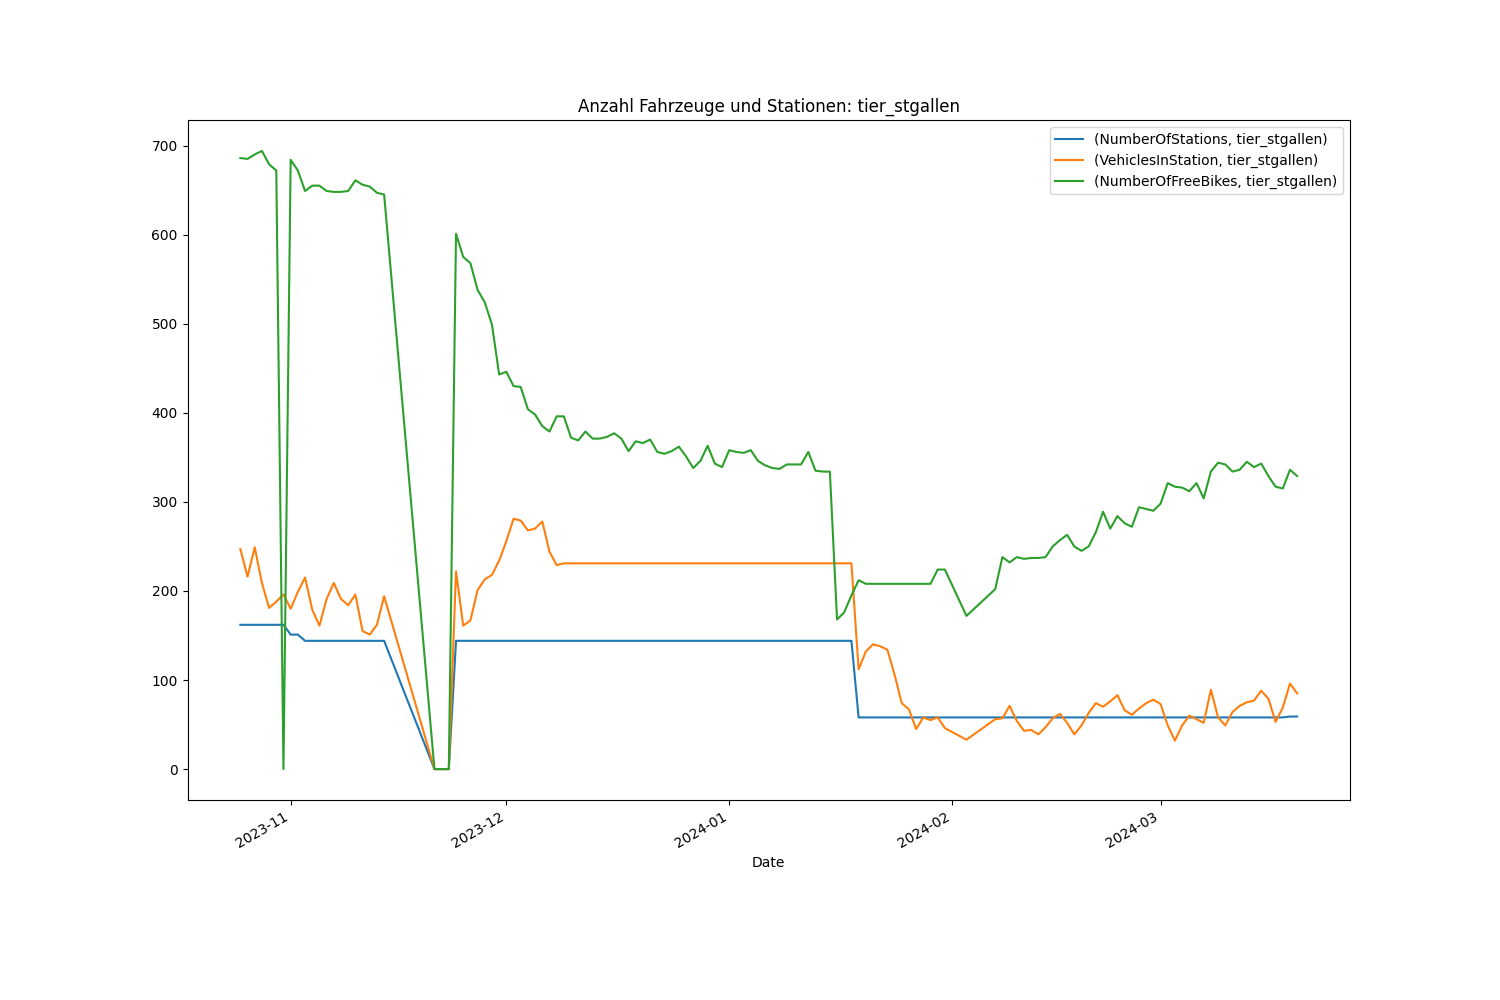 Anzahl Fahrzeuge und Stationen: tier_stgallen
(NumberOfStations, tier_stgallen)
(VehiclesInStation, tier_stgallen)
(NumberOfFreeBikes, tier_stgallen)
700
600
500
400
300
200
100
0
2023-11
2023-12
2024-01
2024-02
2024-03
Date